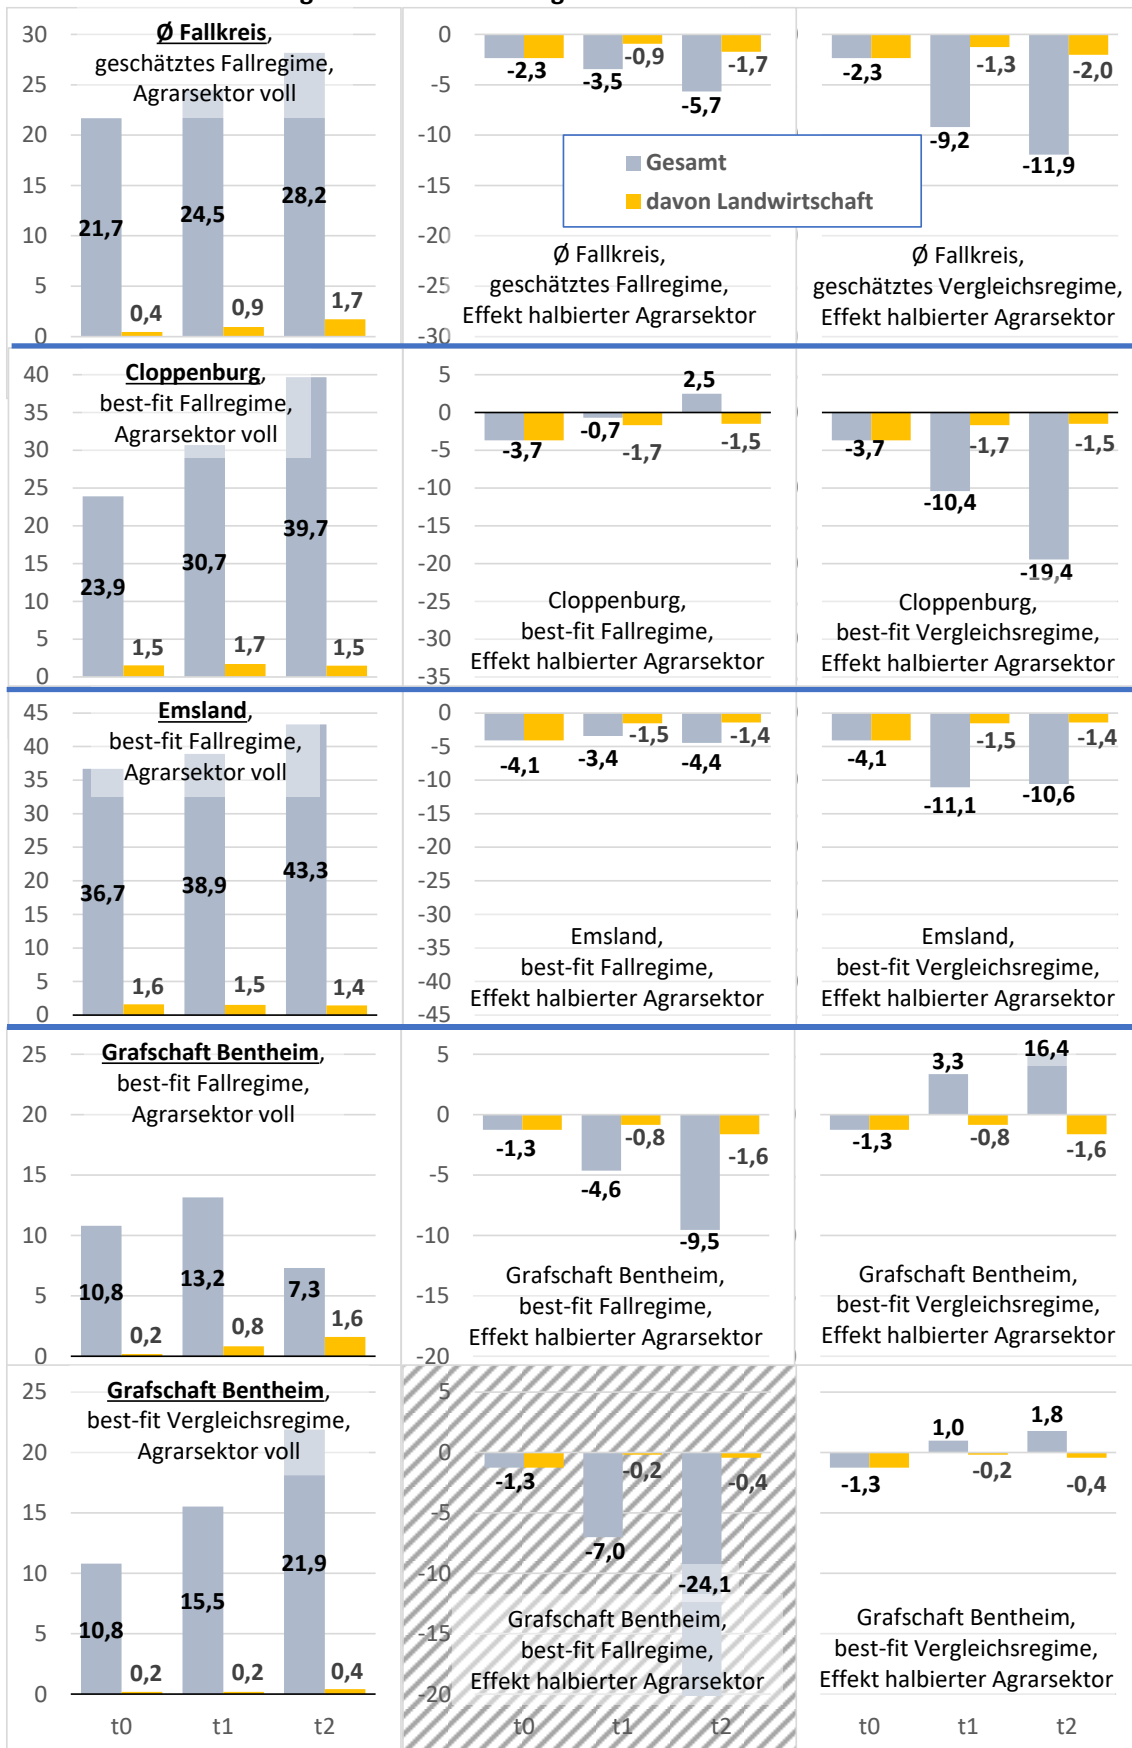 30
25
20
15
10
5
0
Ø Fallkreis,
geschätztes Fallregime,
Agrarsektor voll
21,7
24,5
28,2
0,4
0,9
1,7
0
-5
-10
-15
-20
-25
-30
-2,3
-3,5
-0,9
-5,7
-1,7
Gesamt
davon Landwirtschaft
Ø Fallkreis,
geschätztes Fallregime,
Effekt halbierter Agrarsektor
-2,3
-9,2
-1,3
-11,9
-2,0
Ø Fallkreis,
geschätztes Vergleichsregime,
Effekt halbierter Agrarsektor
40
35
30
25
20
15
10
5
0
Cloppenburg,
best-fit Fallregime,
Agrarsektor voll
23,9
30,7
39,7
1,5
1,7
1,5
5
0
-5
-10
-15
-20
-25
-30
-35
-3,7
-0,7
-1,7
2,5
-1,5
Cloppenburg,
best-fit Fallregime,
Effekt halbierter Agrarsektor
-3,7
-10,4
-1,7
-19,4
-1,5
Cloppenburg,
best-fit Vergleichsregime,
Effekt halbierter Agrarsektor
45
40
35
30
25
20
15
10
5
0
Emsland,
best-fit Fallregime,
Agrarsektor voll
36,7
38,9
43,3
1,6
1,5
1,4
0
-5
-10
-15
-20
-25
-30
-35
-40
-45
-4,1
-3,4
-1,5
-4,4
-1,4
Emsland,
best-fit Fallregime,
Effekt halbierter Agrarsektor
-4,1
-11,1
-1,5
-10,6
-1,4
Emsland,
best-fit Vergleichsregime,
Effekt halbierter Agrarsektor
25
20
15
10
5
0
Grafschaft Bentheim,
best-fit Fallregime,
Agrarsektor voll
10,8
13,2
7,3
0,2
0,8
1,6
5
0
-5
-10
-15
-20
-1,3
-4,6
-0,8
-9,5
-1,6
Grafschaft Bentheim,
best-fit Fallregime,
Effekt halbierter Agrarsektor
-1,3
3,3
-0,8
16,4
-1,6
Grafschaft Bentheim,
best-fit Vergleichsregime,
Effekt halbierter Agrarsektor
25
20
15
10
5
0
Grafschaft Bentheim,
best-fit Vergleichsregime,
Agrarsektor voll
10,8
15,5
21,9
0,2
0,2
0,4
t0
t1
t2
5
0
-5
-10
-15
-20
-1,3
-7,0
-0,2
-24,1
-0,4
Grafschaft Bentheim,
best-fit Fallregime,
Effekt halbierter Agrarsektor
t0
t1
t2
-1,3
1,0
-0,2
1,8
-0,4
Grafschaft Bentheim,
best-fit Vergleichsregime,
Effekt halbierter Agrarsektor
t0
t1
t2